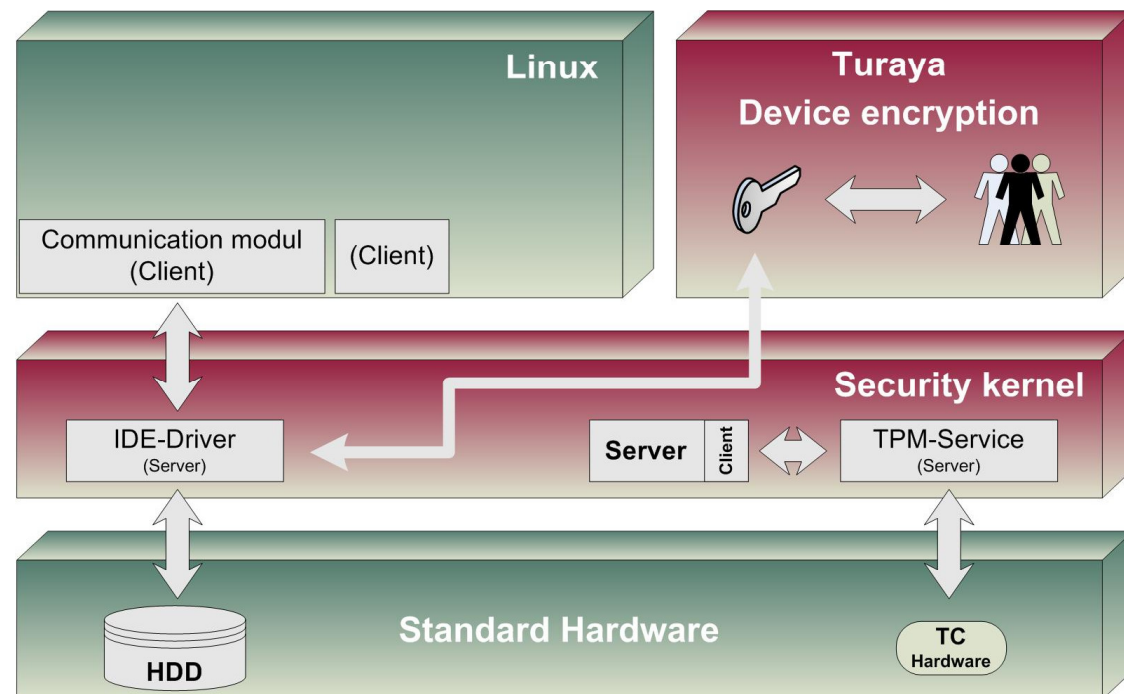 Linux
Turaya
Device encryption
Communication modul
(Client)
(Client)
Security kernel
IDE-Driver
(Server)
Server
Client
TPM-Service
(Server)
Standard Hardware
HDD
TC
Hardware